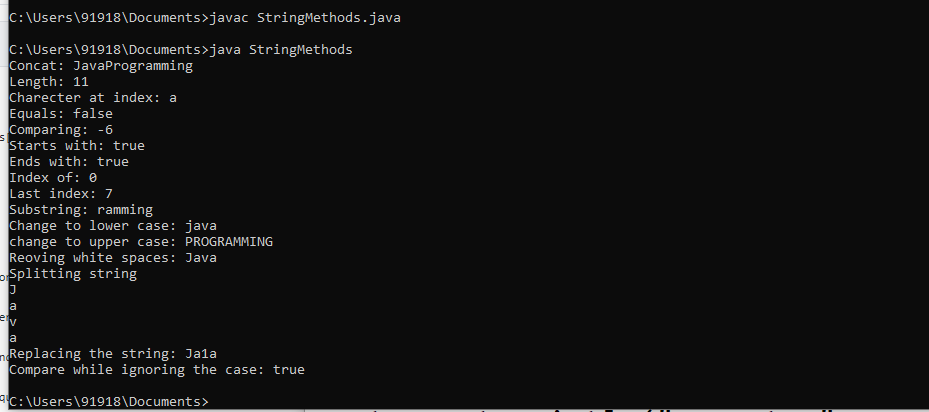 C:\Users\91918\Documents>javac StringMethods.java
C:\Users\91918\Documents>java StringMethods
Concat: JavaProgramming
Length: 11
Charecter at index: a
Equals: false
Comparing: -6
Starts with: true
Ends with: true
Index of: 0
Last index: 7
Substring: ramming
Change to lower case: java
change to upper case: PROGRAMMING
Reoving white spaces: Java
Splitting string
J
a
v
a
Replacing the string: Ja1a
Compare while ignoring the case: true
C:\Users\91918\Documents>